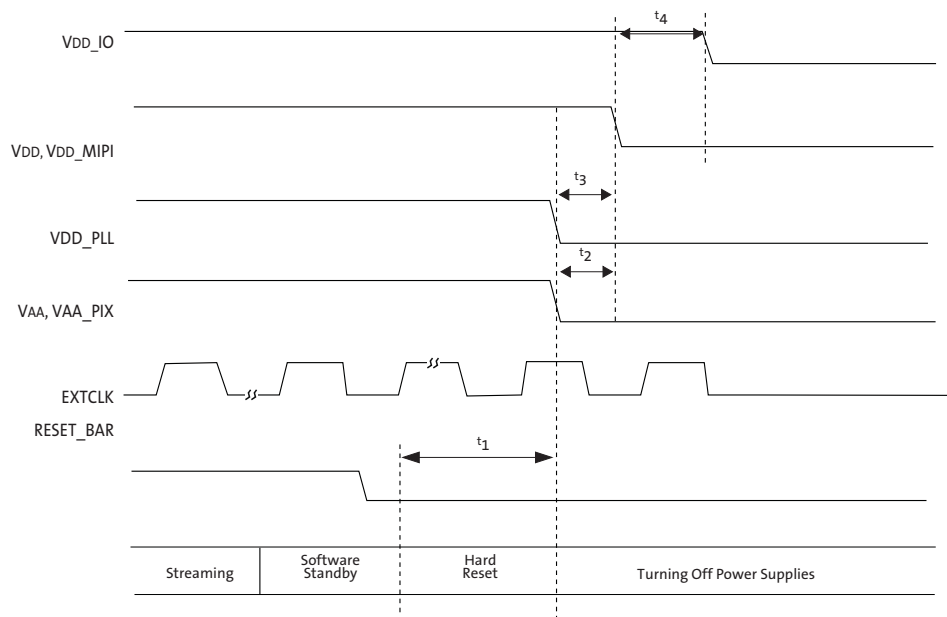 t4
VDD_IO
VDD, VDD_MIPI
t3
VDD_PLL
t2
VAA, VAA_PIX
EXTCLK
RESET_BAR
t1
Streaming
Software
Standby
Hard
Reset
Turning Off Power Supplies